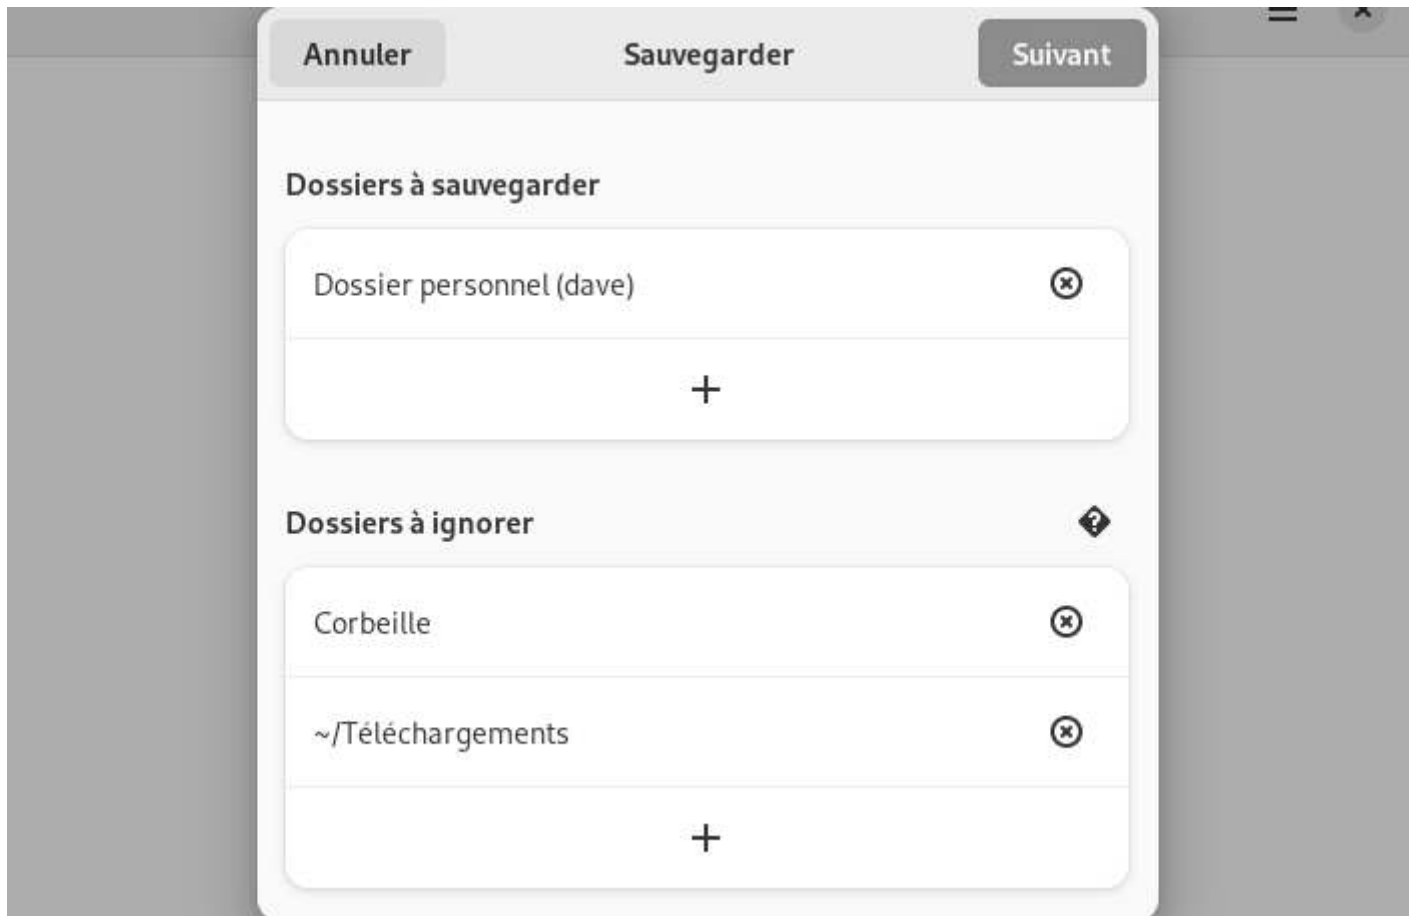 Annuler
Sauvegarder
Suivant
Dossiers à sauvegarder
Dossier personnel (dave)
+
Dossiers à ignorer
?
Corbeille
~/Téléchargements
+